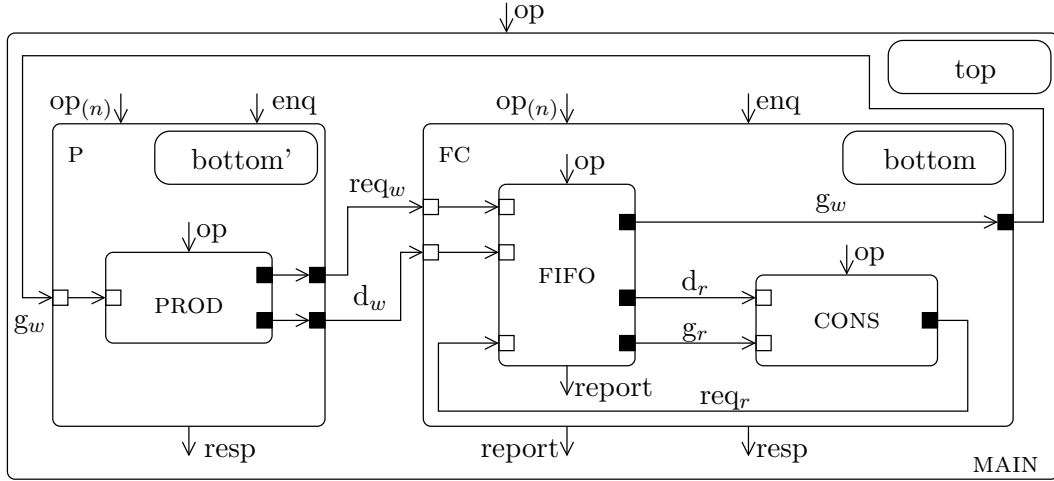 op
top
op(n)
enq
op(n)
enq
P
bottom’
FC
bottom
op
req_w
g_w
op
op
PROD
FIFO
d_r
CONS
d_w
g_w
g_r
report
req_r
resp
report
resp
MAIN